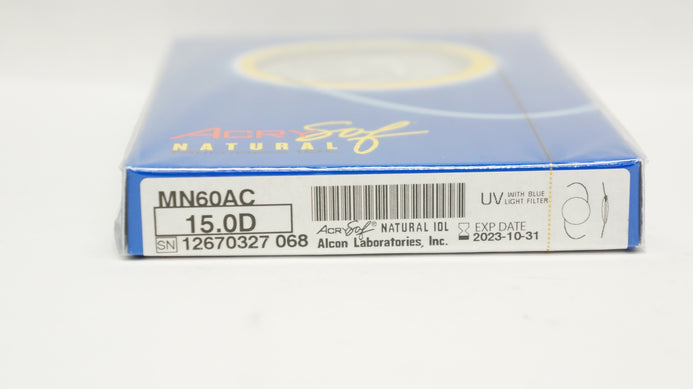 ACRYSof
NATURAL
MN60AC
15.0D
SN 12670327 068
ACRYSof® NATURAL IOL
Alcon Laboratories, Inc.
UV WITH BLUE
LIGHT FILTER
EXP DATE
2023-10-31